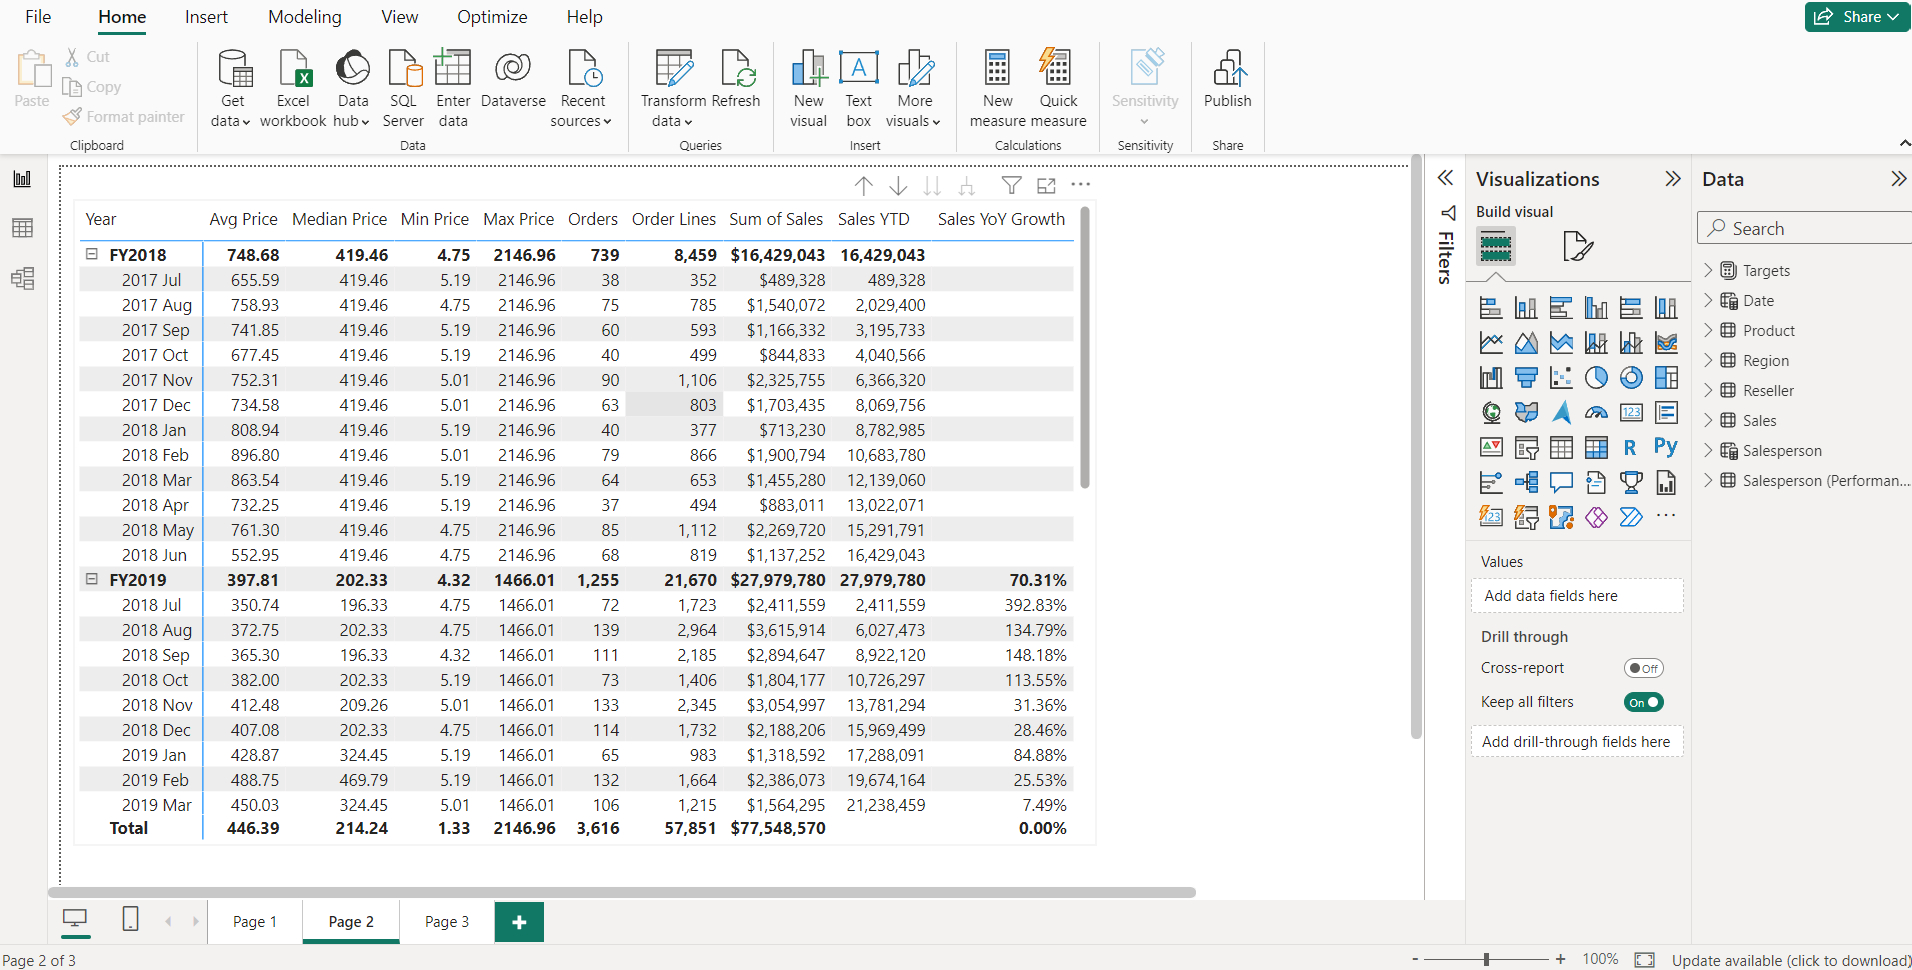 File Home Insert Modeling View Optimize Help Share
Paste Cut Copy Format painter
Clipboard
Get data Excel workbook Data hub SQL Server Enter data Dataverse Recent sources
Data
Transform data Refresh
Queries
New visual Text box More visuals
Insert
New measure Quick measure
Calculations
Sensitivity
Sensitivity
Publish
Share
Year Avg Price Median Price Min Price Max Price Orders Order Lines Sum of Sales Sales YTD Sales YoY Growth
FY2018 748.68 419.46 4.75 2146.96 739 8,459 $16,429,043 16,429,043
2017 Jul 655.59 419.46 5.19 2146.96 38 352 $489,328 489,328
2017 Aug 758.93 419.46 4.75 2146.96 75 785 $1,540,072 2,029,400
2017 Sep 741.85 419.46 5.19 2146.96 60 593 $1,166,332 3,195,733
2017 Oct 677.45 419.46 5.19 2146.96 40 499 $844,833 4,040,566
2017 Nov 752.31 419.46 5.01 2146.96 90 1,106 $2,325,755 6,366,320
2017 Dec 734.58 419.46 5.01 2146.96 63 803 $1,703,435 8,069,756
2018 Jan 808.94 419.46 5.19 2146.96 40 377 $713,230 8,782,985
2018 Feb 896.80 419.46 5.01 2146.96 79 866 $1,900,794 10,683,780
2018 Mar 863.54 419.46 5.19 2146.96 64 653 $1,455,280 12,139,060
2018 Apr 732.25 419.46 5.19 2146.96 37 494 $883,011 13,022,071
2018 May 761.30 419.46 4.75 2146.96 85 1,112 $2,269,720 15,291,791
2018 Jun 552.95 419.46 4.75 2146.96 68 819 $1,137,252 16,429,043
FY2019 397.81 202.33 4.32 1466.01 1,255 21,670 $27,979,780 27,979,780 70.31%
2018 Jul 350.74 196.33 4.75 1466.01 72 1,723 $2,411,559 2,411,559 392.83%
2018 Aug 372.75 202.33 4.75 1466.01 139 2,964 $3,615,914 6,027,473 134.79%
2018 Sep 365.30 196.33 4.32 1466.01 111 2,185 $2,894,647 8,922,120 148.18%
2018 Oct 382.00 202.33 5.19 1466.01 73 1,406 $1,804,177 10,726,297 113.55%
2018 Nov 412.48 209.26 5.01 1466.01 133 2,345 $3,054,997 13,781,294 31.36%
2018 Dec 407.08 202.33 4.75 1466.01 114 1,732 $2,188,206 15,969,499 28.46%
2019 Jan 428.87 324.45 5.19 1466.01 65 983 $1,318,592 17,288,091 84.88%
2019 Feb 488.75 469.79 5.19 1466.01 132 1,664 $2,386,073 19,674,164 25.53%
2019 Mar 450.03 324.45 5.01 1466.01 106 1,215 $1,564,295 21,238,459 7.49%
Total 446.39 214.24 1.33 2146.96 3,616 57,851 $77,548,570 0.00%
Filters
Visualizations
Build visual
123
R Py
123
Values
Add data fields here
Drill through
Cross-report Off
Keep all filters On
Add drill-through fields here
Data
Search
Targets
Date
Product
Region
Reseller
Sales
Salesperson
Salesperson (Performan...
Page 1 Page 2 Page 3 +
Page 2 of 3
- + 100% Update available (click to download)